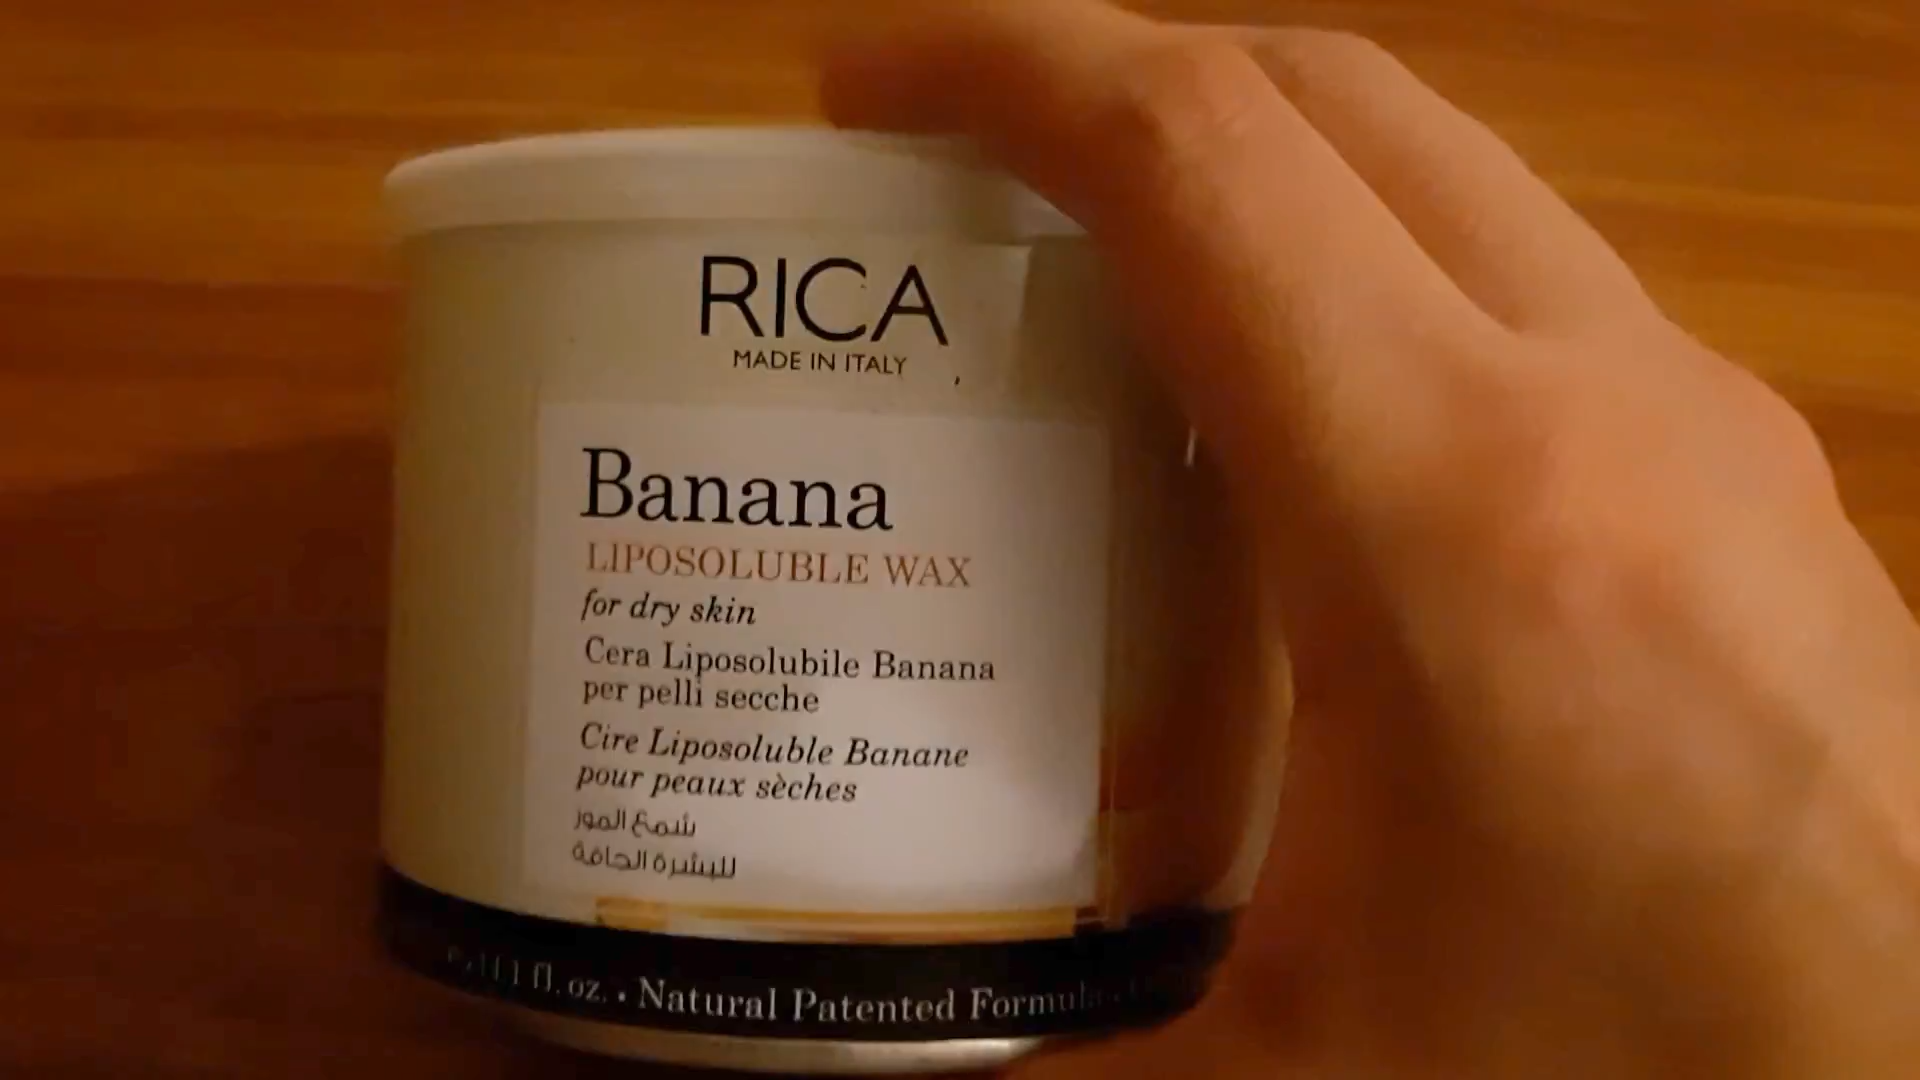 RICA
MADE IN ITALY
Banana
LIPOSOLUBLE WAX
for dry skin
Cera Liposolubile Banana
per pelli secche
Cire Liposoluble Banane
pour peaux sèches
شمع الموز
للبشرة الجافة
fl. oz. • Natural Patented Formula